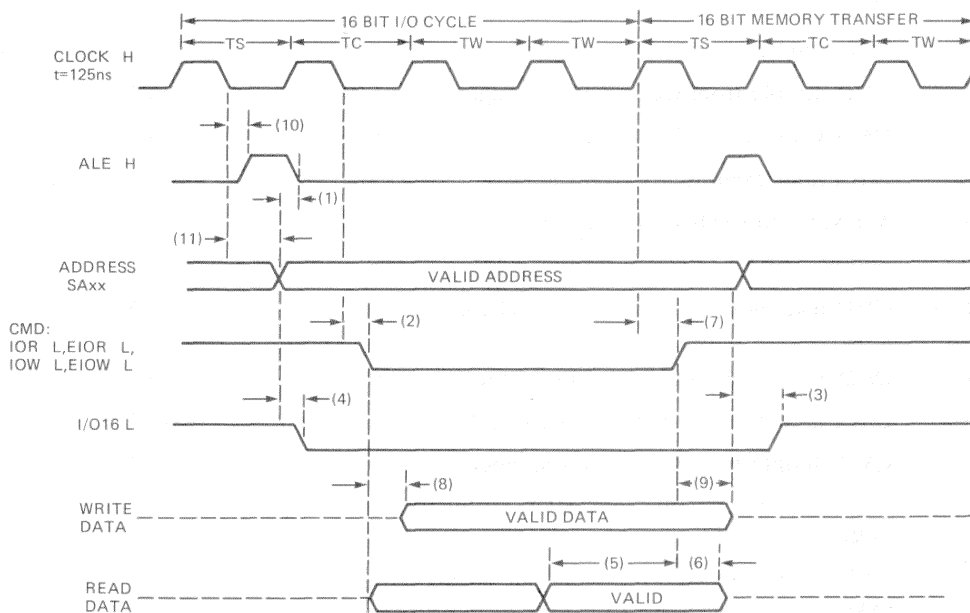 16 BIT I/O CYCLE 16 BIT MEMORY TRANSFER
TS TC TW TW TS TC TW
CLOCK H
t=125ns
(10)
ALE H
(1)
(11)
ADDRESS
SAxx
VALID ADDRESS
CMD:
IOR L,EIOR L,
IOW L,EIOW L
(2) (7)
(4) (3)
I/O16 L
(8) (9)
WRITE
DATA
VALID DATA
(5) (6)
READ
DATA
VALID